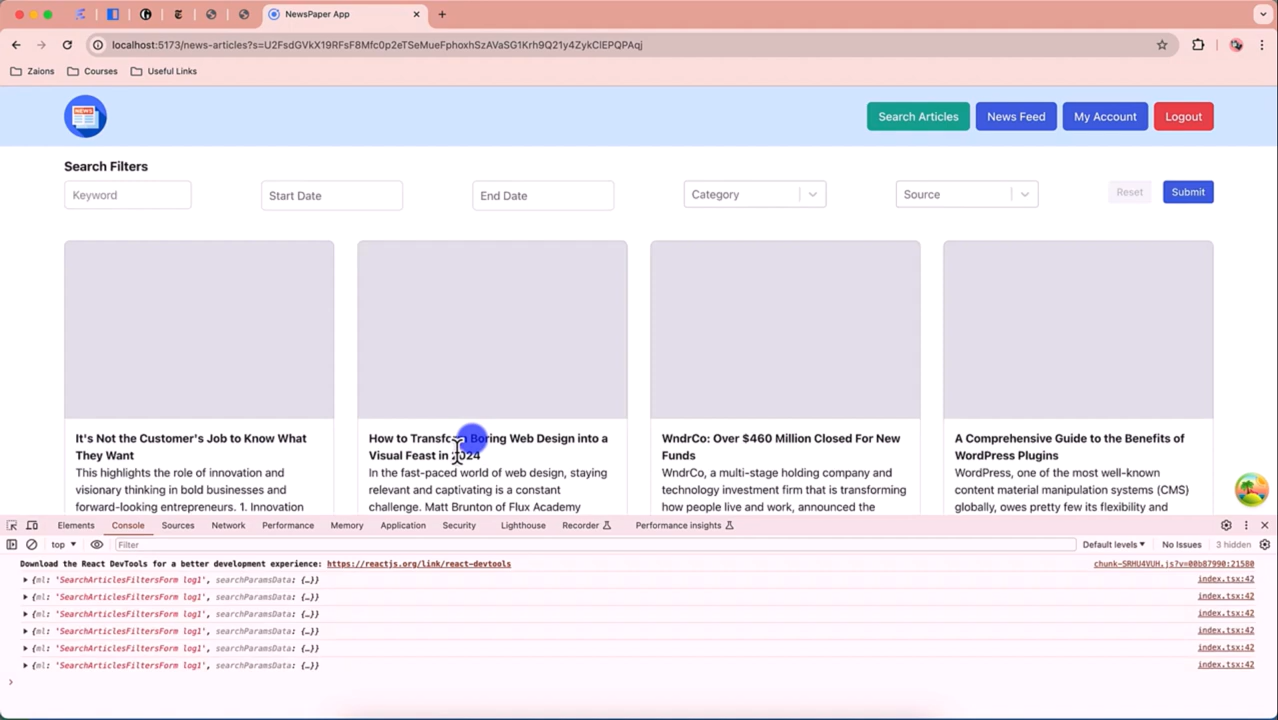 NewsPaper App
localhost:5173/news-articles?s=U2FsdGVkX19RFsF8Mfc0p2eTSeMueFphoxhSzAVaSG1Krh9Q21y4ZykClEPQPAqj
Zaions Courses Useful Links
NEWS
Search Articles News Feed My Account Logout
Search Filters
Keyword Start Date End Date Category Source Reset Submit
It's Not the Customer's Job to Know What
They Want
This highlights the role of innovation and
visionary thinking in bold businesses and
forward-looking entrepreneurs. 1. Innovation
How to Transform Boring Web Design into a
Visual Feast in 2024
In the fast-paced world of web design, staying
relevant and captivating is a constant
challenge. Matt Brunton of Flux Academy
WndrCo: Over $460 Million Closed For New
Funds
WndrCo, a multi-stage holding company and
technology investment firm that is transforming
how people live and work, announced the
A Comprehensive Guide to the Benefits of
WordPress Plugins
WordPress, one of the most well-known
content material manipulation systems (CMS)
globally, owes pretty few its flexibility and
Elements Console Sources Network Performance Memory Application Security Lighthouse Recorder Performance insights
top Filter Default levels No Issues 3 hidden
Download the React DevTools for a better development experience: https://reactjs.org/link/react-devtools chunk-SRHU4VUH.js?v=00b87990:21580
{ml: 'SearchArticlesFiltersForm log1', searchParamsData: {…}} index.tsx:42
{ml: 'SearchArticlesFiltersForm log1', searchParamsData: {…}} index.tsx:42
{ml: 'SearchArticlesFiltersForm log1', searchParamsData: {…}} index.tsx:42
{ml: 'SearchArticlesFiltersForm log1', searchParamsData: {…}} index.tsx:42
{ml: 'SearchArticlesFiltersForm log1', searchParamsData: {…}} index.tsx:42
{ml: 'SearchArticlesFiltersForm log1', searchParamsData: {…}} index.tsx:42